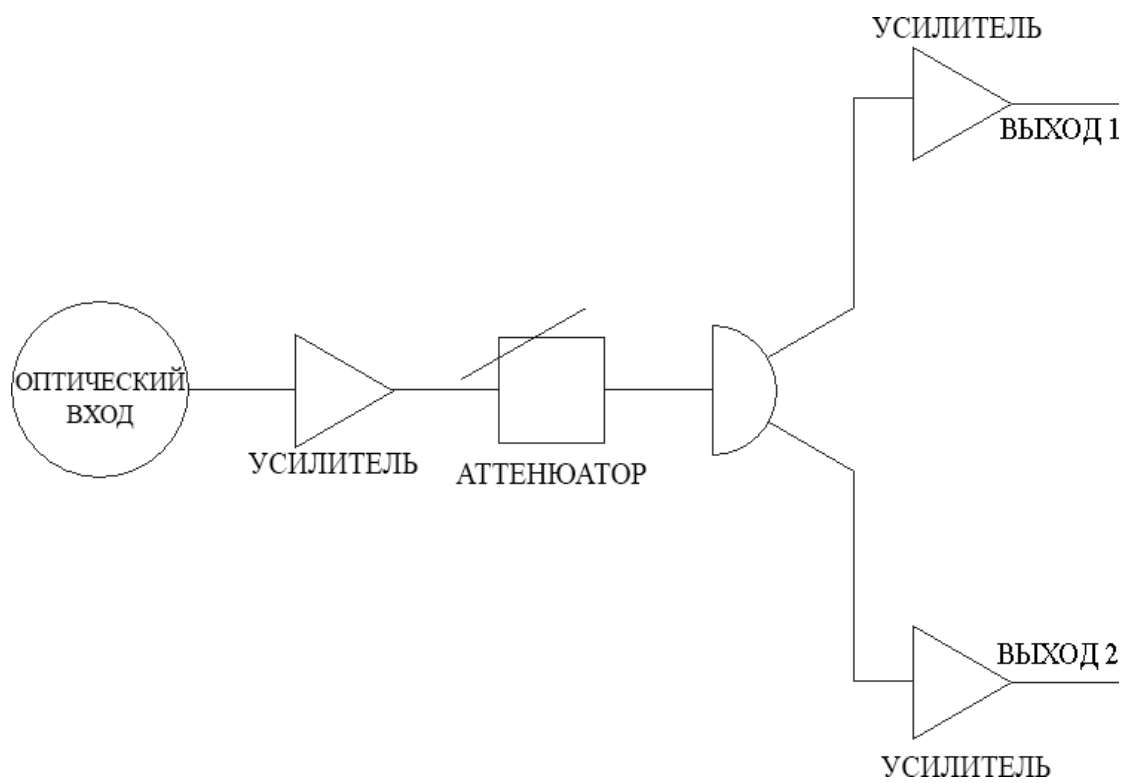 УСИЛИТЕЛЬ
ВЫХОД 1
ОПТИЧЕСКИЙ
ВХОД
УСИЛИТЕЛЬ
АТТЕНЮАТОР
ВЫХОД 2
УСИЛИТЕЛЬ